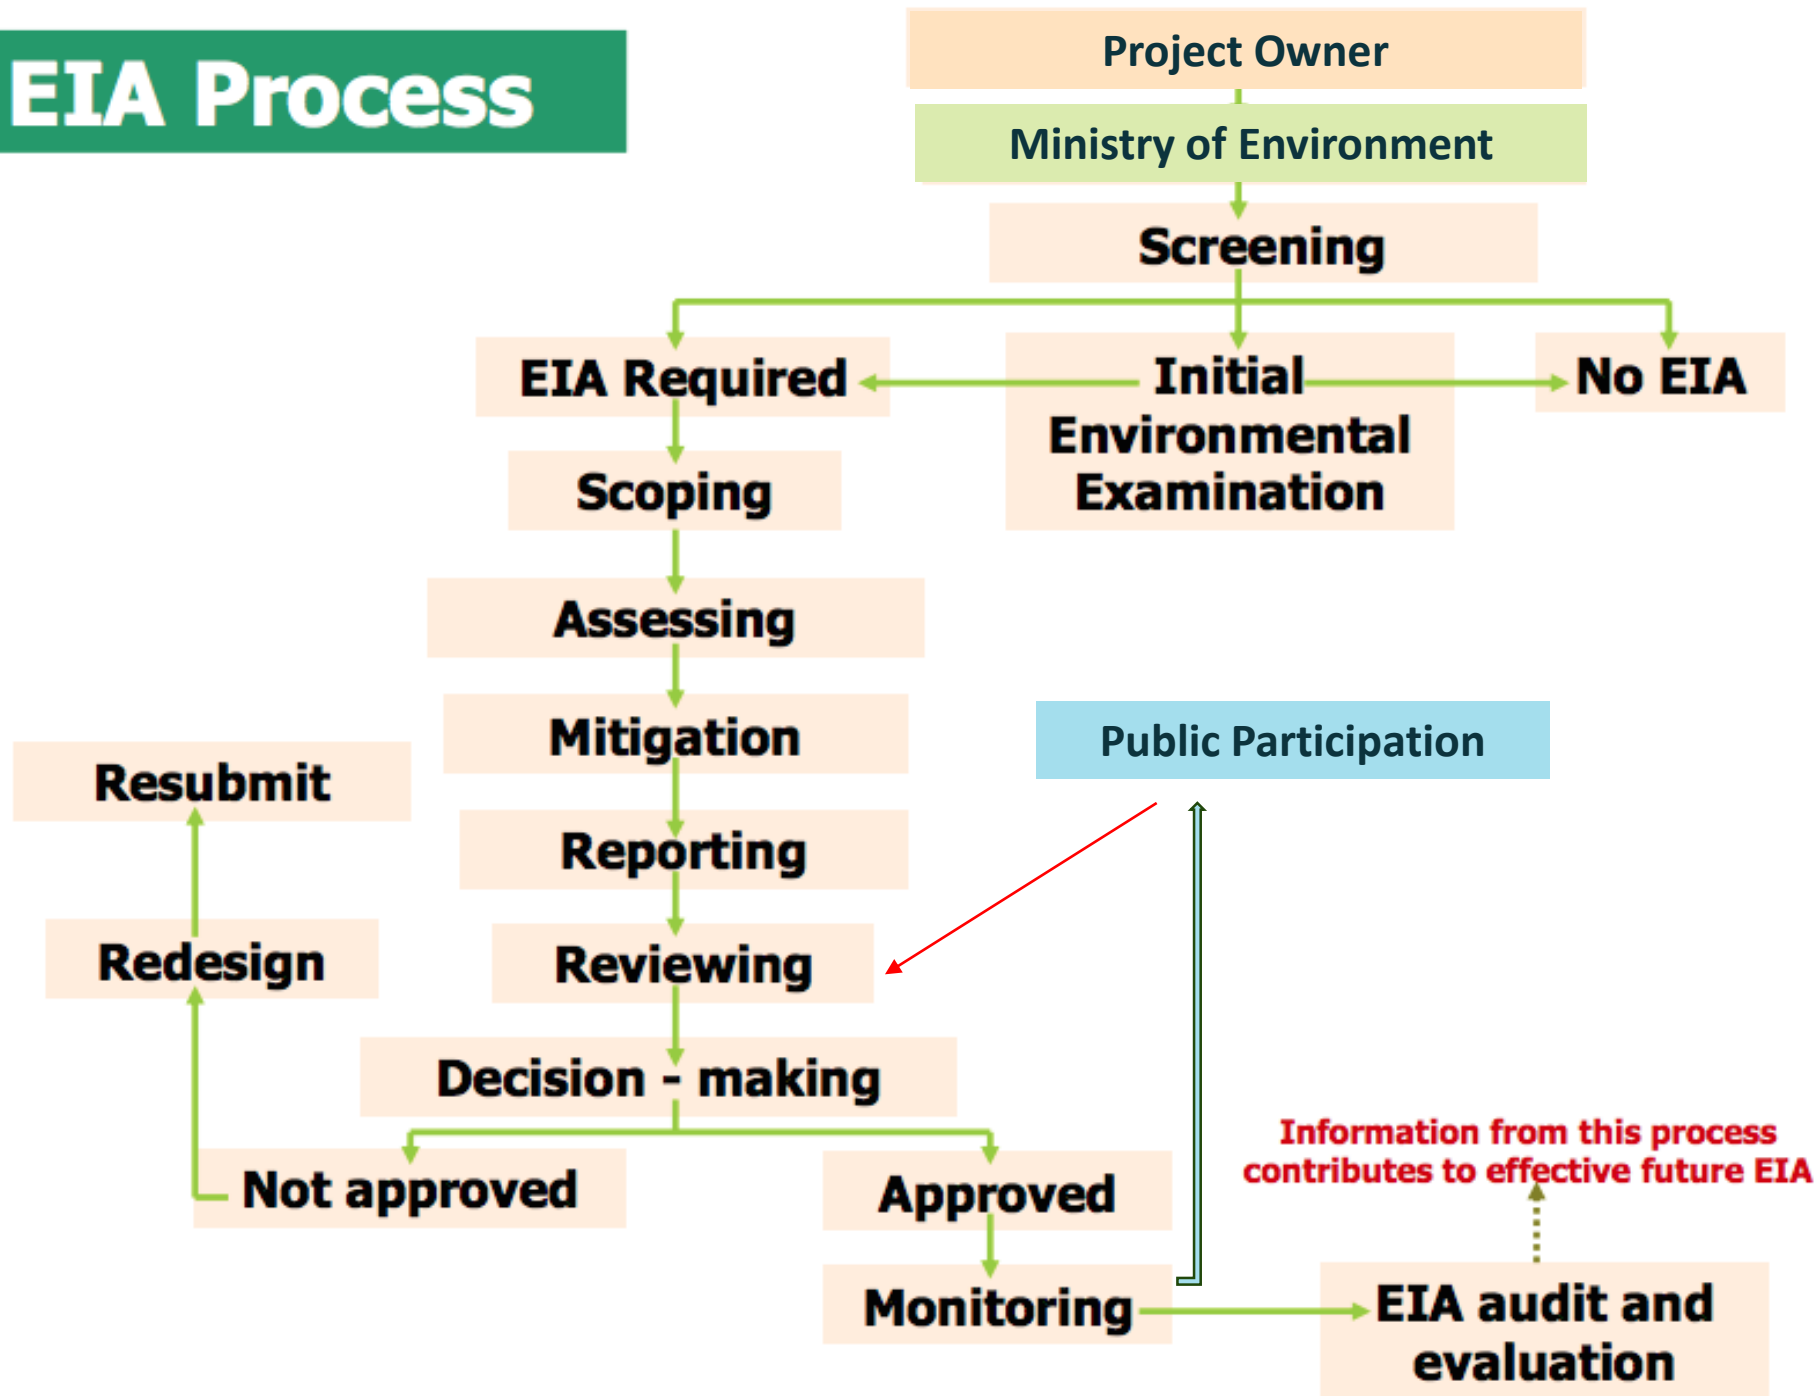 EIA Process
Project Owner
Ministry of Environment
Screening
EIA Required
Initial
Environmental
Examination
No EIA
Scoping
Assessing
Mitigation
Public Participation
Resubmit
Reporting
Redesign
Reviewing
Decision - making
Not approved
Approved
Information from this process
contributes to effective future EIA
Monitoring
EIA audit and
evaluation